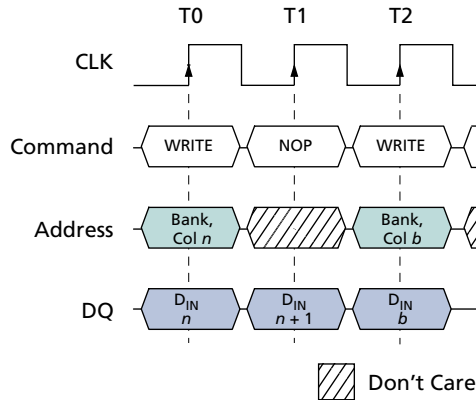 T0 T1 T2
CLK
Command WRITE NOP WRITE
Address Bank, Col n Bank, Col b
DQ DIN n DIN n + 1 DIN b
Don't Care